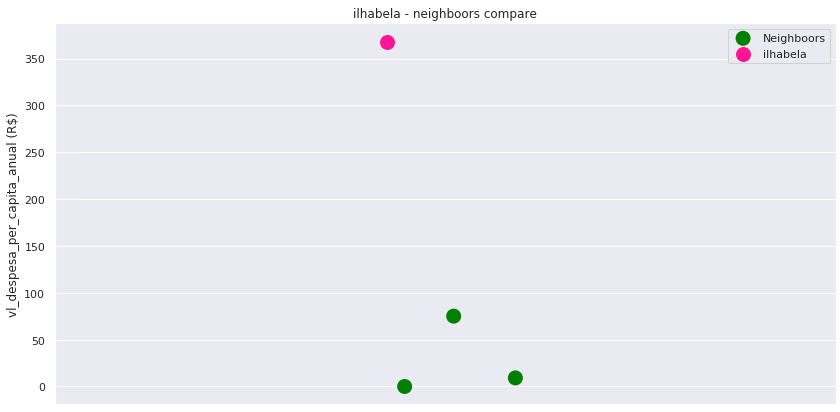 ilhabela - neighboors compare
Neighboors
ilhabela
vl_despesa_per_capita_anual (R$)
350
300
250
200
150
100
50
0